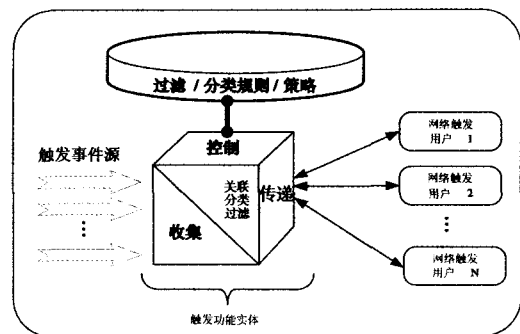 过滤 / 分类规则 / 策略
控制
触发事件源
关联
分类
过滤
传递
收集
网络触发
用户 1
网络触发
用户 2
网络触发
用户 N
触发功能实体